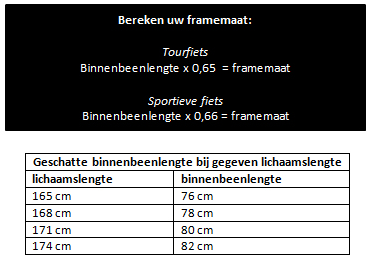 Bereken uw framemaat:
Tourfiets
Binnenbeenlengte x 0,65 = framemaat
Sportieve fiets
Binnenbeenlengte x 0,66 = framemaat
Geschatte binnenbeenlengte bij gegeven lichaamslengte
lichaamslengte binnenbeenlengte
165 cm 76 cm
168 cm 78 cm
171 cm 80 cm
174 cm 82 cm